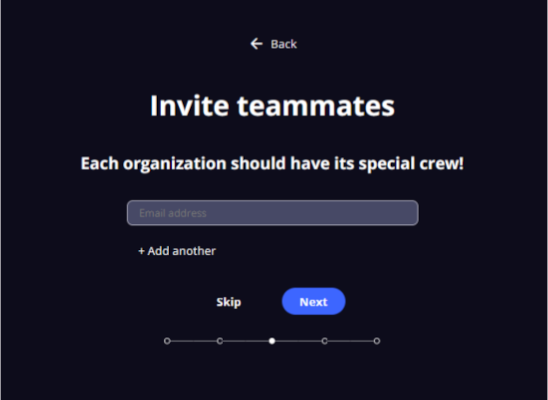 Back
Invite teammates
Each organization should have its special crew!
Email address
+ Add another
Skip Next